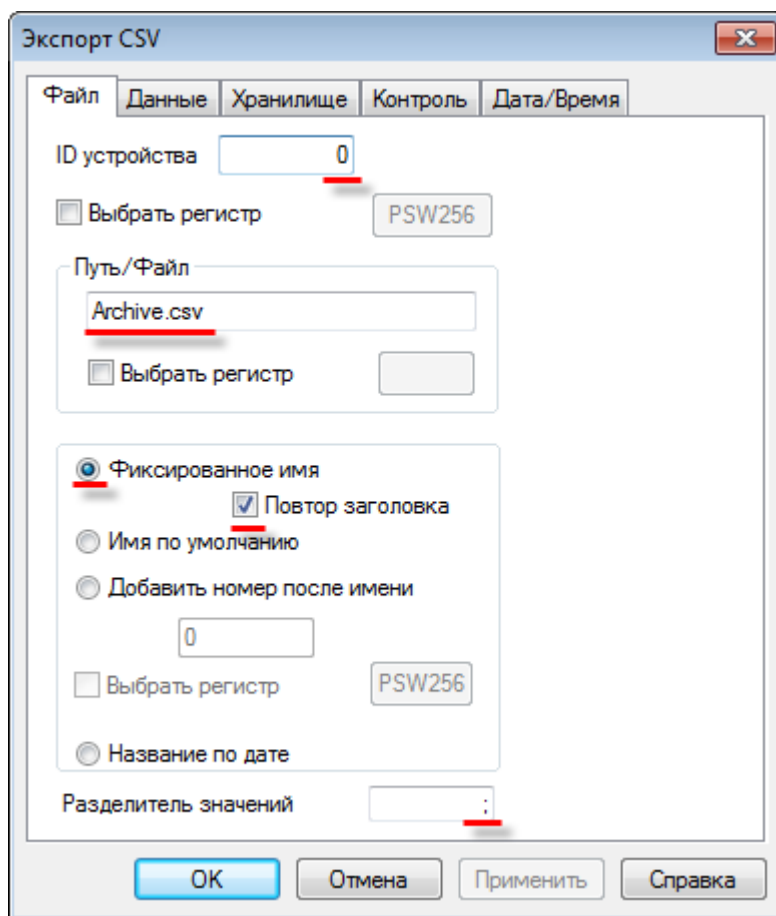 Экспорт CSV
Файл Данные Хранилище Контроль Дата/Время
ID устройства 0
Выбрать регистр PSW256
Путь/Файл
Archive.csv
Выбрать регистр
Фиксированное имя
Повтор заголовка
Имя по умолчанию
Добавить номер после имени
0
Выбрать регистр PSW256
Название по дате
Разделитель значений ;
OK Отмена Применить Справка